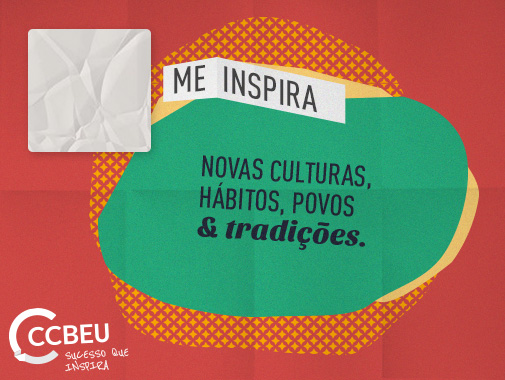 ME INSPIRA
NOVAS CULTURAS,
HÁBITOS, POVOS
& tradições.
CCBEU
SUCESSO QUE
INSPIRA